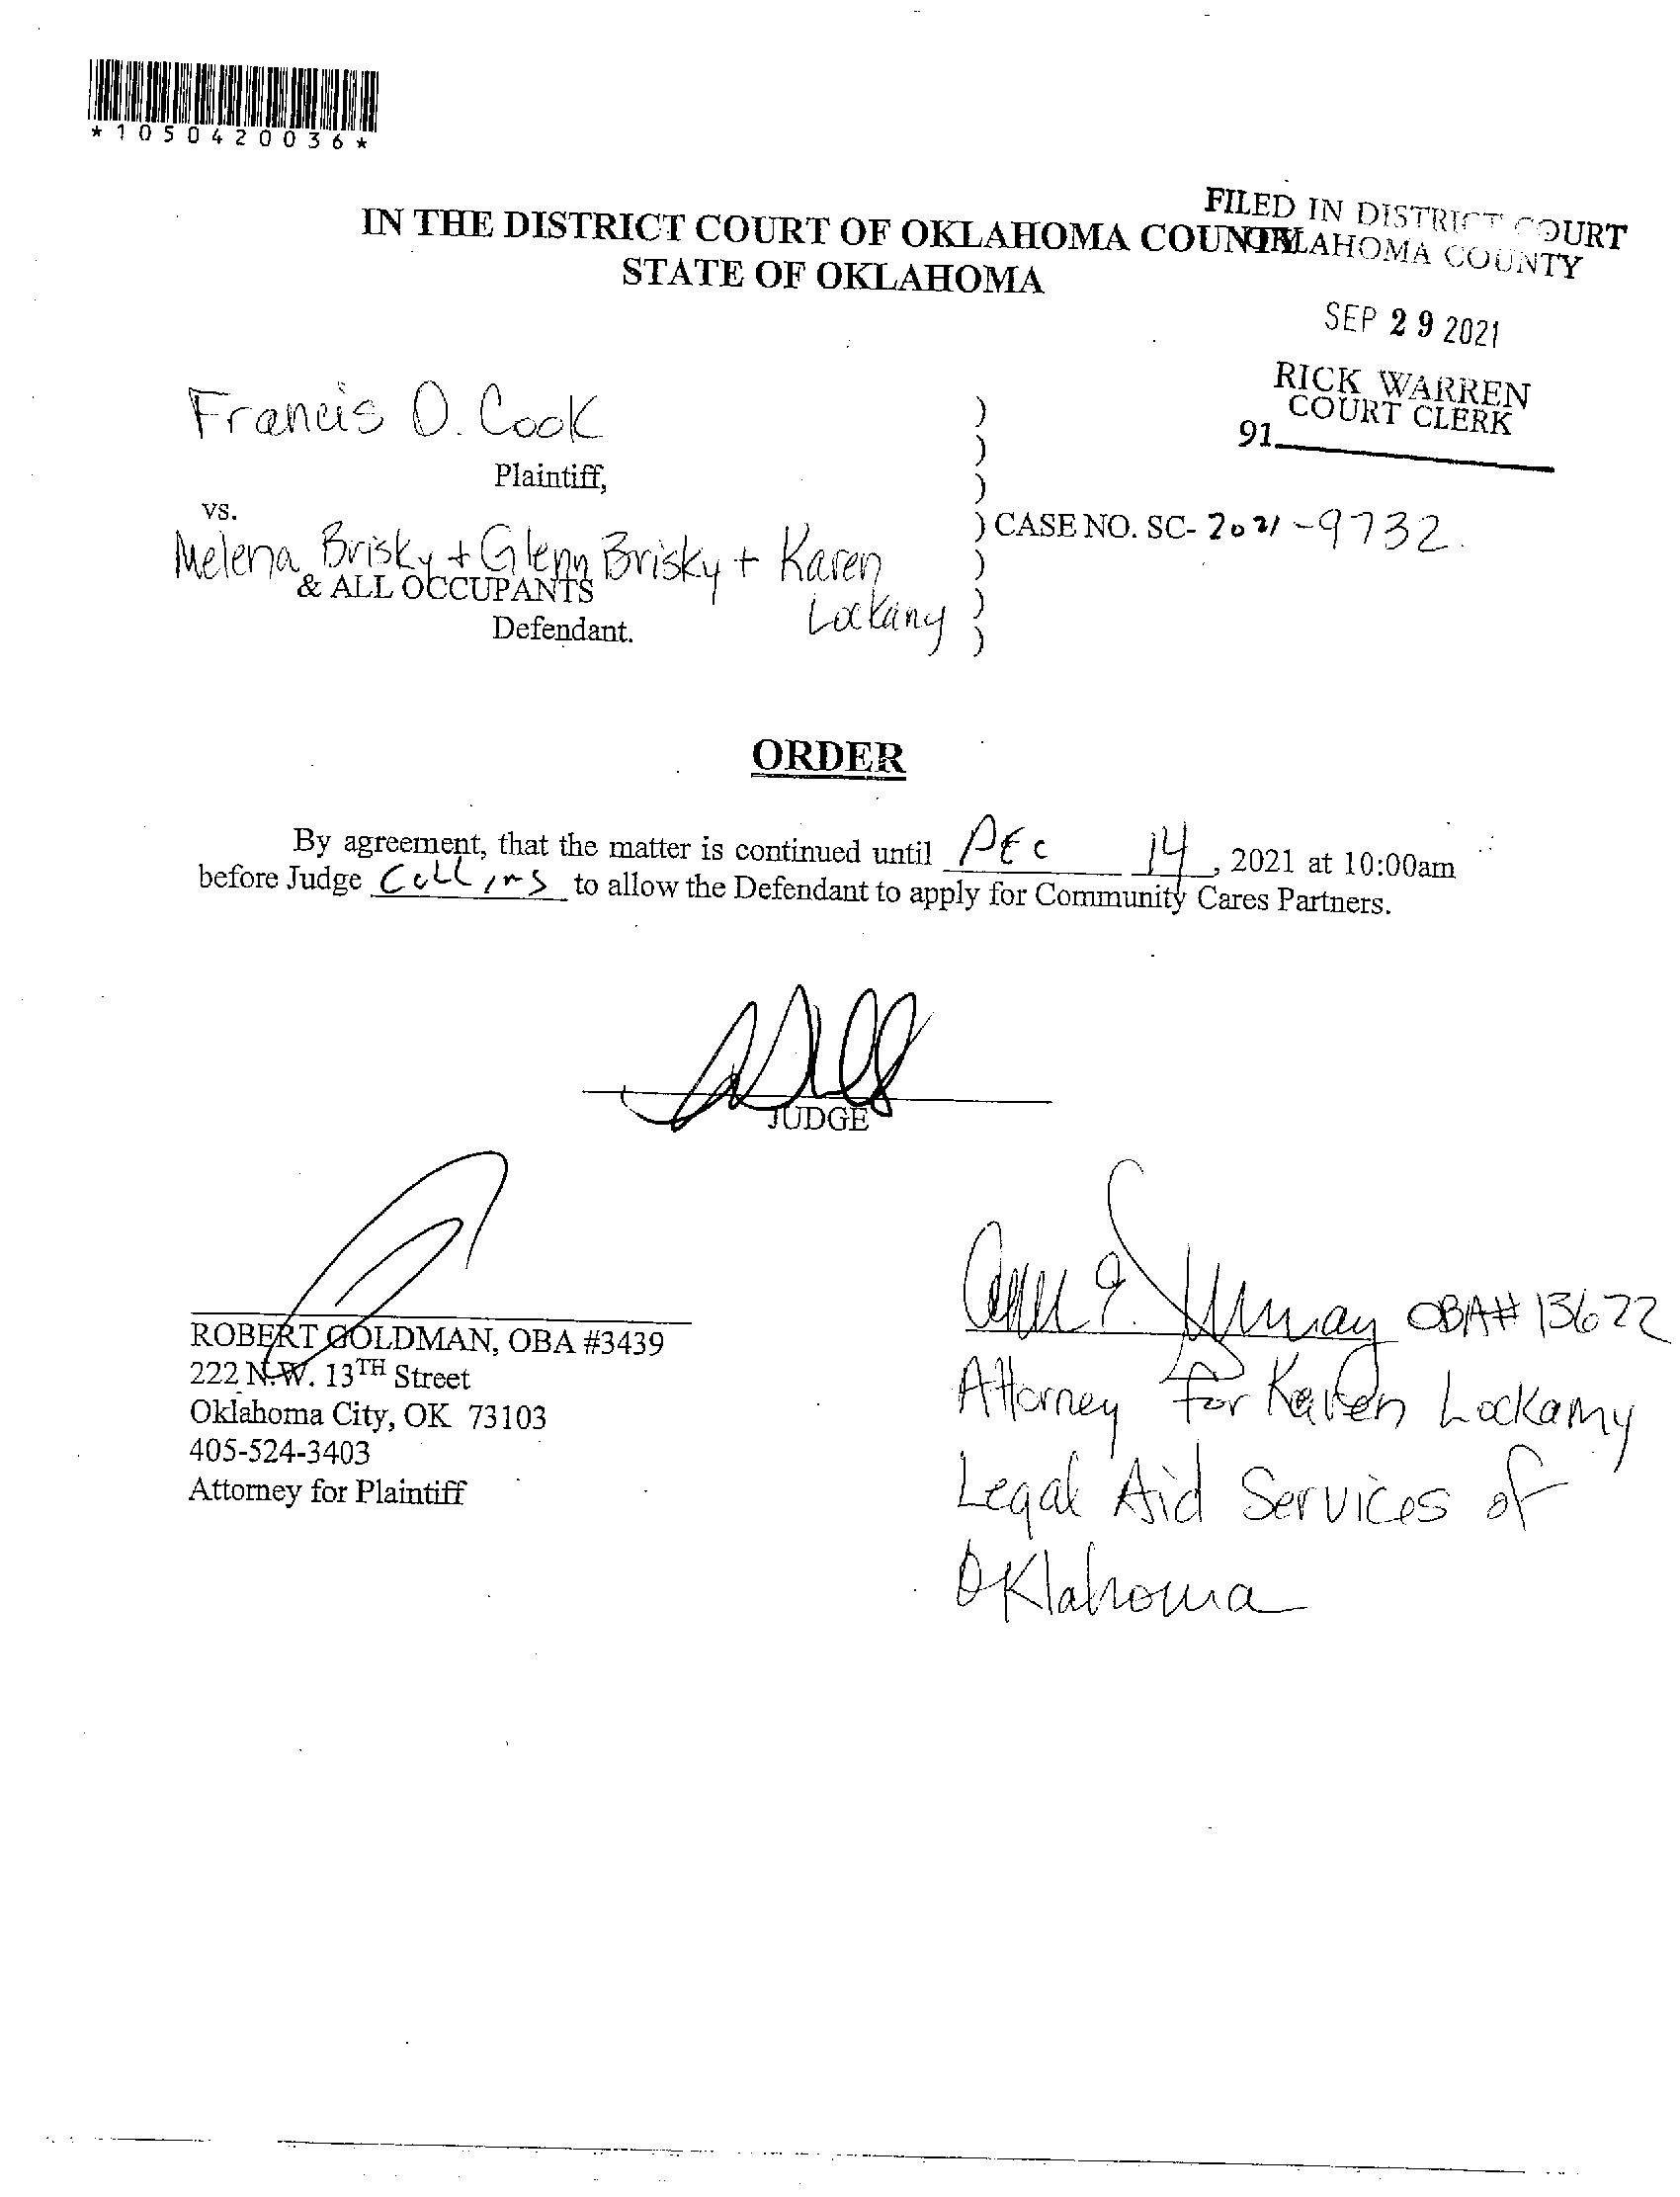 *1050420036*
FILED IN DISTRICT COURT
OKLAHOMA COUNTY
IN THE DISTRICT COURT OF OKLAHOMA COUNTY
STATE OF OKLAHOMA
SEP 29 2021
RICK WARREN
COURT CLERK
91
Francis D. Cook )
)
Plaintiff, )
vs. ) CASE NO. SC-2021-9732
Melena Brisky + Glenn Brisky + Karen )
& ALL OCCUPANTS Lockany )
Defendant. )
ORDER
By agreement, that the matter is continued until DEC 14, 2021 at 10:00am
before Judge Collins to allow the Defendant to apply for Community Cares Partners.
JUDGE
ROBERT GOLDMAN, OBA #3439
222 N.W. 13TH Street
Oklahoma City, OK 73103
405-524-3403
Attorney for Plaintiff
OBA# 13622
Attorney for Karen Lockamy
Legal Aid Services of
Oklahoma